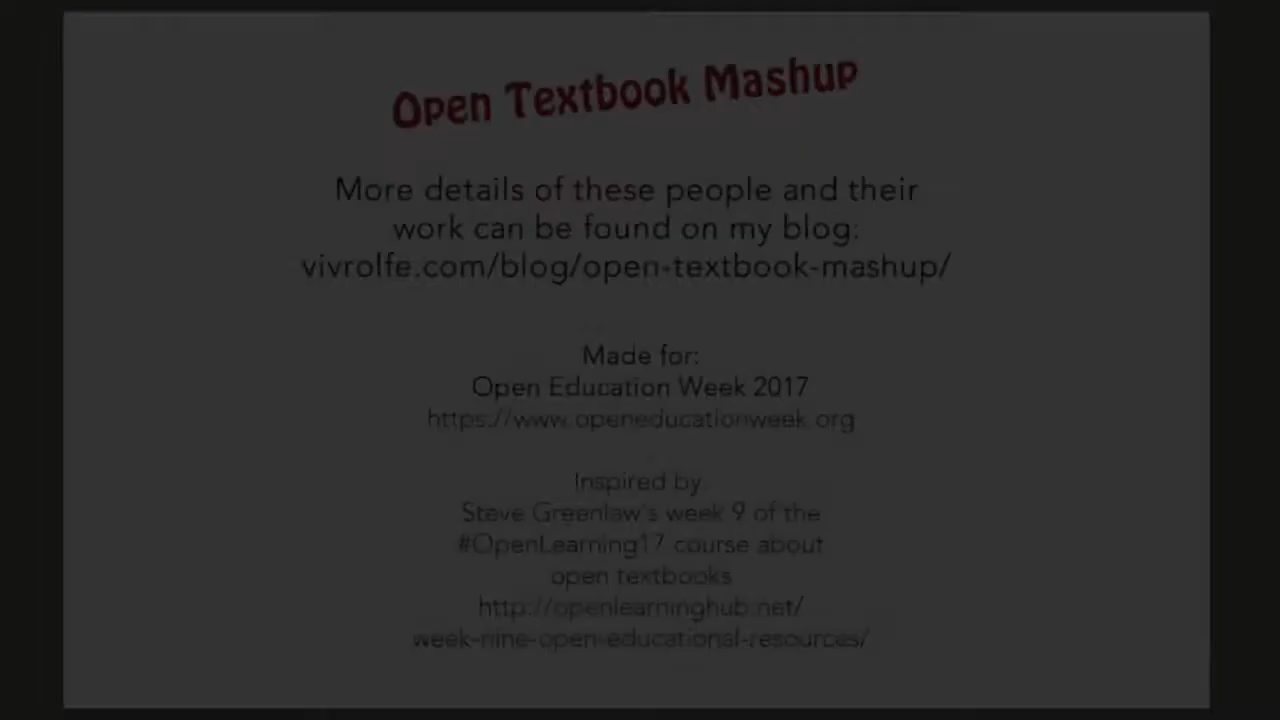 Open Textbook Mashup
More details of these people and their
work can be found on my blog:
vivrolfe.com/blog/open-textbook-mashup/
Made for:
Open Education Week 2017
https://www.openeducationweek.org
Inspired by:
Steve Greenlaw's week 9 of the
#OpenLearning17 course about
open textbooks
http://openlearninghub.net/
week-nine-open-educational-resources/